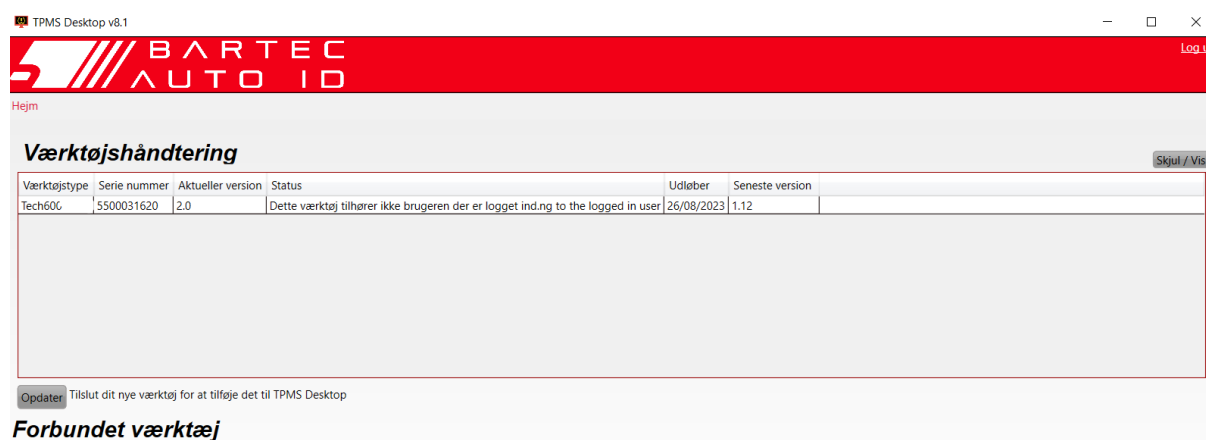 TPMS Desktop v8.1
BARTEC
AUTO ID
Log u
Hejm
Værktøjshåndtering
Skjul / Vis
Værktøjstype Serie nummer Aktueller version Status Udløber Seneste version
Tech600 5500031620 2.0 Dette værktøj tilhører ikke brugeren der er logget ind.ng to the logged in user 26/08/2023 1.12
Opdater Tilslut dit nye værktøj for at tilføje det til TPMS Desktop
Forbundet værktæj